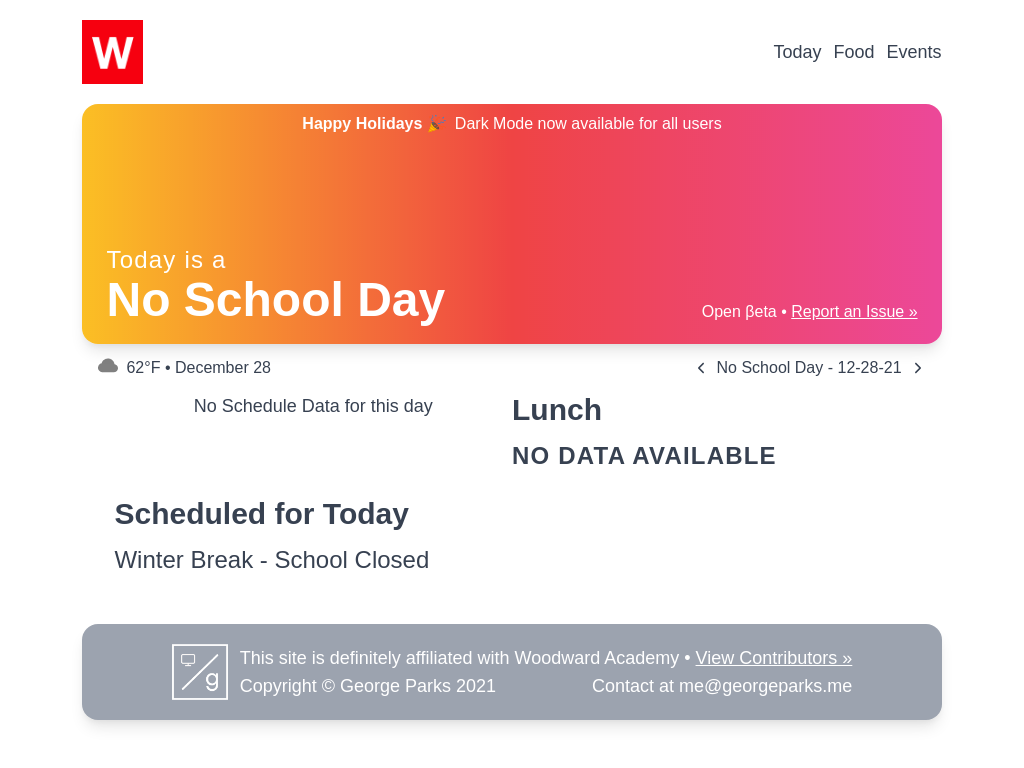 W
Today Food Events
Happy Holidays 🎉 Dark Mode now available for all users
Today is a
No School Day
Open βeta • Report an Issue »
62°F • December 28
No School Day - 12-28-21
No Schedule Data for this day
Lunch
NO DATA AVAILABLE
Scheduled for Today
Winter Break - School Closed
This site is definitely affiliated with Woodward Academy • View Contributors »
Copyright © George Parks 2021
Contact at me@georgeparks.me
g